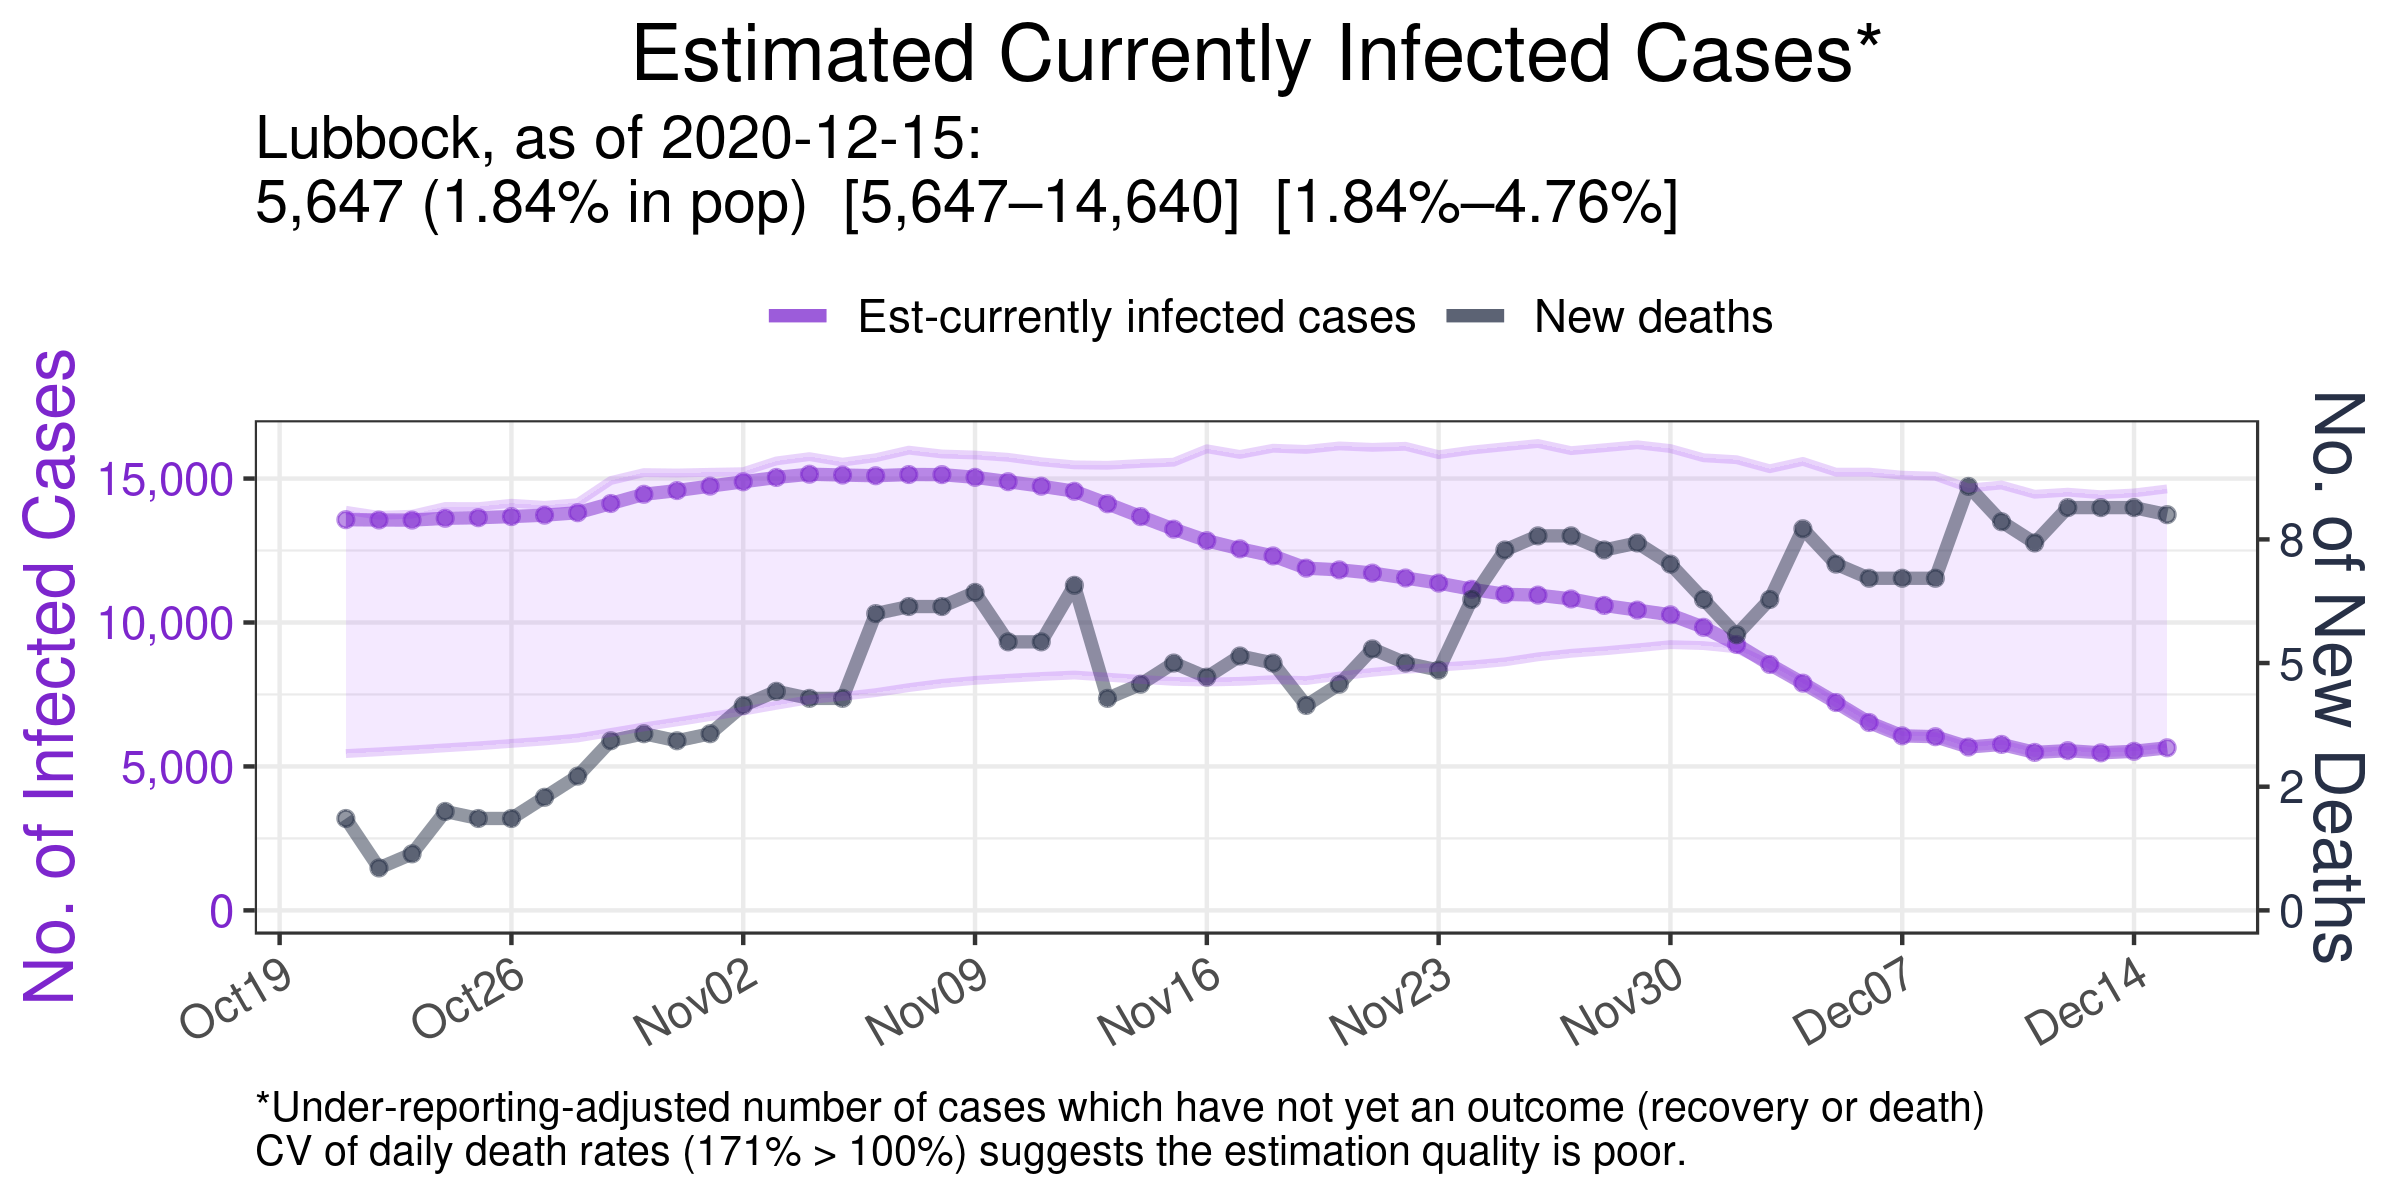 Estimated Currently Infected Cases*
Lubbock, as of 2020-12-15:
5,647 (1.84% in pop)  [5,647–14,640]  [1.84%–4.76%]
Est-currently infected cases
New deaths
No. of Infected Cases
15,000
10,000
5,000
0
No. of New Deaths
8
5
2
0
Oct19
Oct26
Nov02
Nov09
Nov16
Nov23
Nov30
Dec07
Dec14
*Under-reporting-adjusted number of cases which have not yet an outcome (recovery or death)
CV of daily death rates (171% > 100%) suggests the estimation quality is poor.